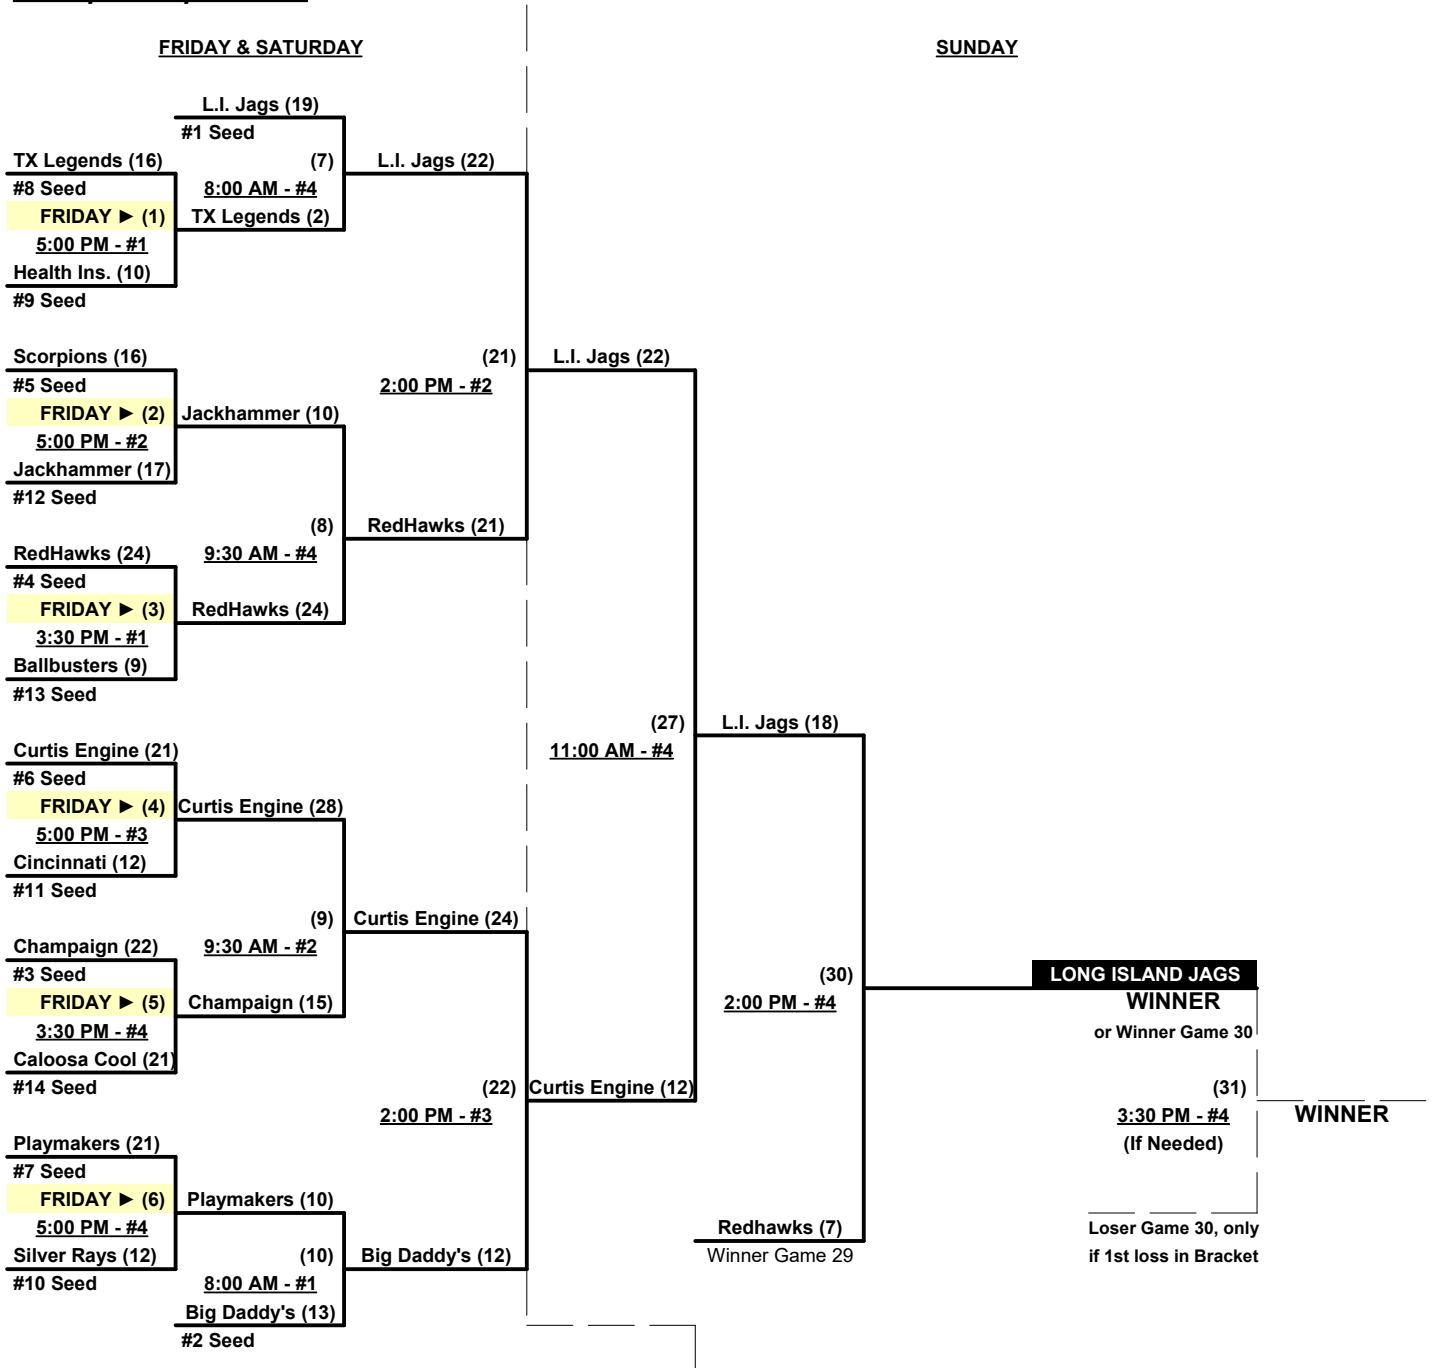 FRIDAY & SATURDAY
SUNDAY
L.I. Jags (19)
#1 Seed
TX Legends (16)
(7)
L.I. Jags (22)
#8 Seed
8:00 AM - #4
FRIDAY ► (1)
TX Legends (2)
5:00 PM - #1
Health Ins. (10)
#9 Seed
Scorpions (16)
(21)
L.I. Jags (22)
#5 Seed
2:00 PM - #2
FRIDAY ► (2)
Jackhammer (10)
5:00 PM - #2
Jackhammer (17)
#12 Seed
(8)
RedHawks (21)
RedHawks (24)
9:30 AM - #4
#4 Seed
FRIDAY ► (3)
RedHawks (24)
3:30 PM - #1
Ballbusters (9)
#13 Seed
(27)
L.I. Jags (18)
Curtis Engine (21)
11:00 AM - #4
#6 Seed
FRIDAY ► (4)
Curtis Engine (28)
5:00 PM - #3
Cincinnati (12)
#11 Seed
(9)
Curtis Engine (24)
Champaign (22)
9:30 AM - #2
#3 Seed
(30)
LONG ISLAND JAGS
FRIDAY ► (5)
Champaign (15)
2:00 PM - #4
WINNER
3:30 PM - #4
or Winner Game 30
Caloosa Cool (21)
#14 Seed
(22)
Curtis Engine (12)
(31)
2:00 PM - #3
3:30 PM - #4
WINNER
Playmakers (21)
(If Needed)
#7 Seed
FRIDAY ► (6)
Playmakers (10)
5:00 PM - #4
Redhawks (7)
Loser Game 30, only
Silver Rays (12)
(10)
Big Daddy's (12)
Winner Game 29
if 1st loss in Bracket
#10 Seed
8:00 AM - #1
Big Daddy's (13)
#2 Seed